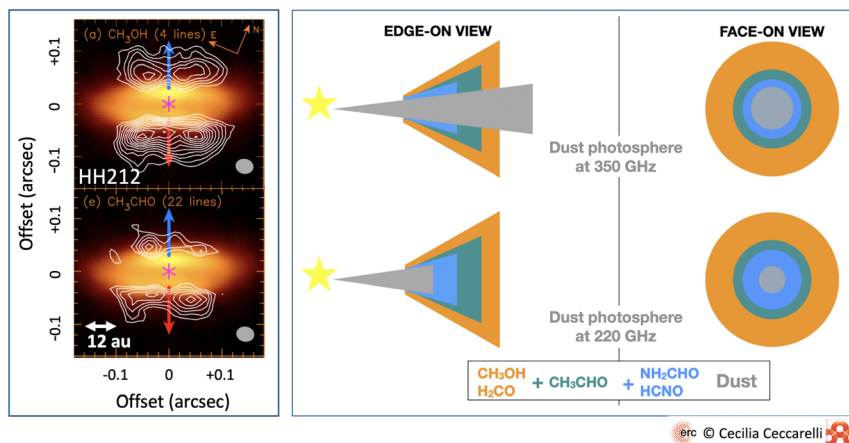 (a) CH₃OH (4 lines)
E
N
+0.1
0
-0.1
HH212
(e) CH₃CHO (22 lines)
+0.1
0
-0.1
12 au
-0.1
0
+0.1
Offset (arcsec)
Offset (arcsec)
EDGE-ON VIEW
FACE-ON VIEW
Dust photosphere
at 350 GHz
Dust photosphere
at 220 GHz
CH₃OH
H₂CO
+ CH₃CHO +
NH₂CHO
HCNO
Dust
erc © Cecilia Ceccarelli